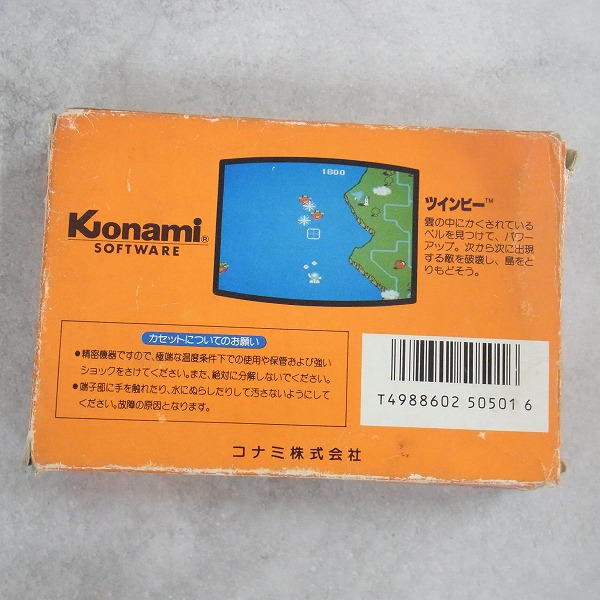 1800
Konami®
SOFTWARE
ツインビー™
雲の中にかくされている
ベルを見つけて、パワー
アップ。次から次に出現
する敵を破壊し、島をと
りもどそう。
カセットについてのお願い
●精密機器ですので、極端な温度条件下での使用や保管および強い
ショックをさけてください。また、絶対に分解しないでください。
●端子部に手を触れたり、水にぬらしたりして汚さないようにして
ください。故障の原因となります。
T4988602 50501 6
コナミ株式会社